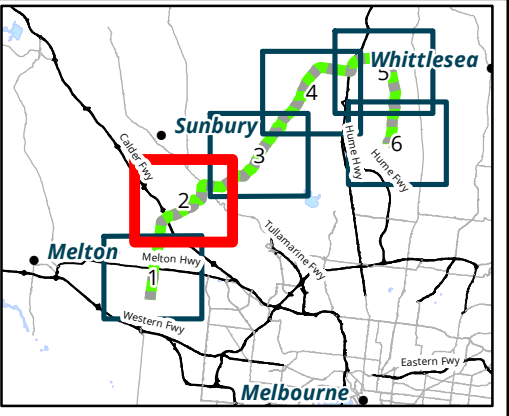 Whittlesea
5
4
Sunbury
Calder Fwy
Hume Hwy
6
3
Hume Fwy
2
Tullamarine Fwy
Melton
Melton Hwy
1
Western Fwy
Eastern Fwy
Melbourne